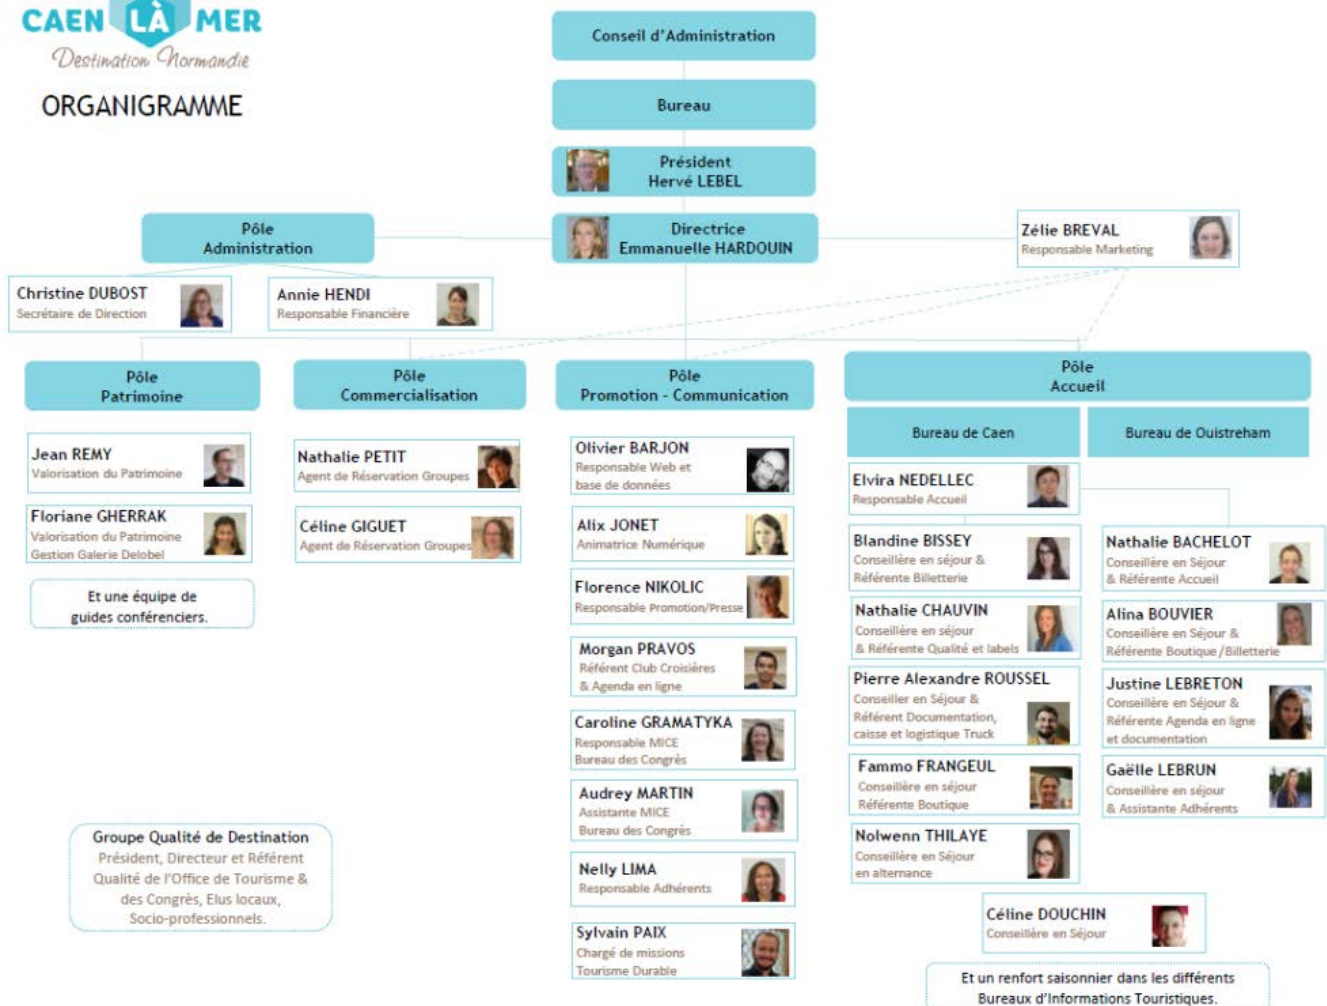 CAEN LÀ MER
Destination Normandie
ORGANIGRAMME
Conseil d'Administration
Bureau
Président
Hervé LEBEL
Directrice
Emmanuelle HARDOUIN
Pôle
Administration
Zélie BREVAL
Responsable Marketing
Christine DUBOST
Secrétaire de Direction
Annie HENDI
Responsable Financière
Pôle
Patrimoine
Jean REMY
Valorisation du Patrimoine
Floriane GHERRAK
Valorisation du Patrimoine
Gestion Galerie Delobel
Et une équipe de
guides conférenciers.
Pôle
Commercialisation
Nathalie PETIT
Agent de Réservation Groupes
Céline GIGUET
Agent de Réservation Groupes
Pôle
Promotion - Communication
Olivier BARJON
Responsable Web et
base de données
Alix JONET
Animatrice Numérique
Florence NIKOLIC
Responsable Promotion/Presse
Morgan PRAVOS
Référent Club Croisières
& Agenda en ligne
Caroline GRAMATYKA
Responsable MICE
Bureau des Congrès
Audrey MARTIN
Assistante MICE
Bureau des Congrès
Nelly LIMA
Responsable Adhérents
Sylvain PAIX
Chargé de missions
Tourisme Durable
Pôle
Accueil
Bureau de Caen
Elvira NEDELLEC
Responsable Accueil
Blandine BISSEY
Conseillère en séjour &
Référente Billetterie
Nathalie CHAUVIN
Conseillère en séjour
& Référente Qualité et labels
Pierre Alexandre ROUSSEL
Conseiller en Séjour &
Référent Documentation,
caisse et logistique Truck
Fammo FRANGEUL
Conseillère en séjour
Référente Boutique
Nolwenn THILAYE
Conseillère en Séjour
en alternance
Bureau de Ouistreham
Nathalie BACHELOT
Conseillère en Séjour
& Référente Accueil
Alina BOUVIER
Conseillère en Séjour &
Référente Boutique/Billetterie
Justine LEBRETON
Conseillère en Séjour &
Référente Agenda en ligne
et documentation
Gaëlle LEBRUN
Conseillère en séjour
& Assistante Adhérents
Céline DOUCHIN
Conseillère en Séjour
Et un renfort saisonnier dans les différents
Bureaux d'Informations Touristiques.
Groupe Qualité de Destination
Président, Directeur et Référent
Qualité de l'Office de Tourisme &
des Congrès, Elus locaux,
Socio-professionnels.